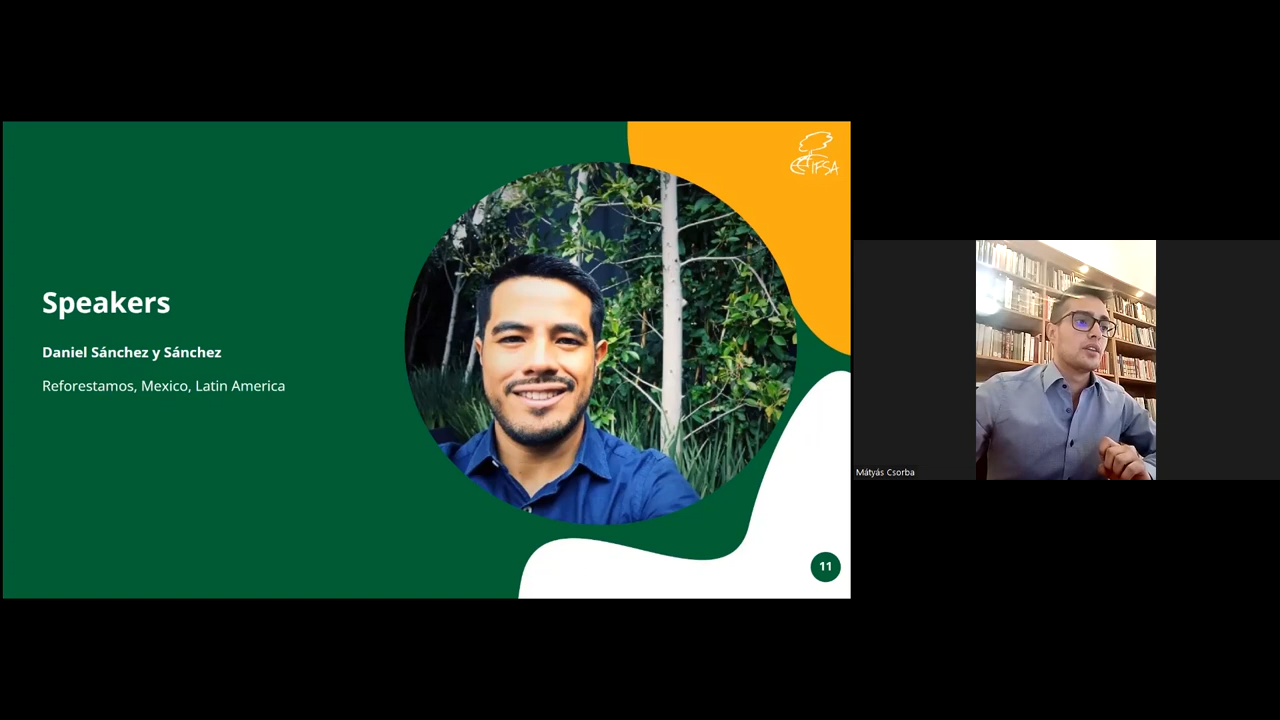 IFSA
Speakers
Daniel Sánchez y Sánchez
Reforestamos, Mexico, Latin America
11
Mátyás Csorba